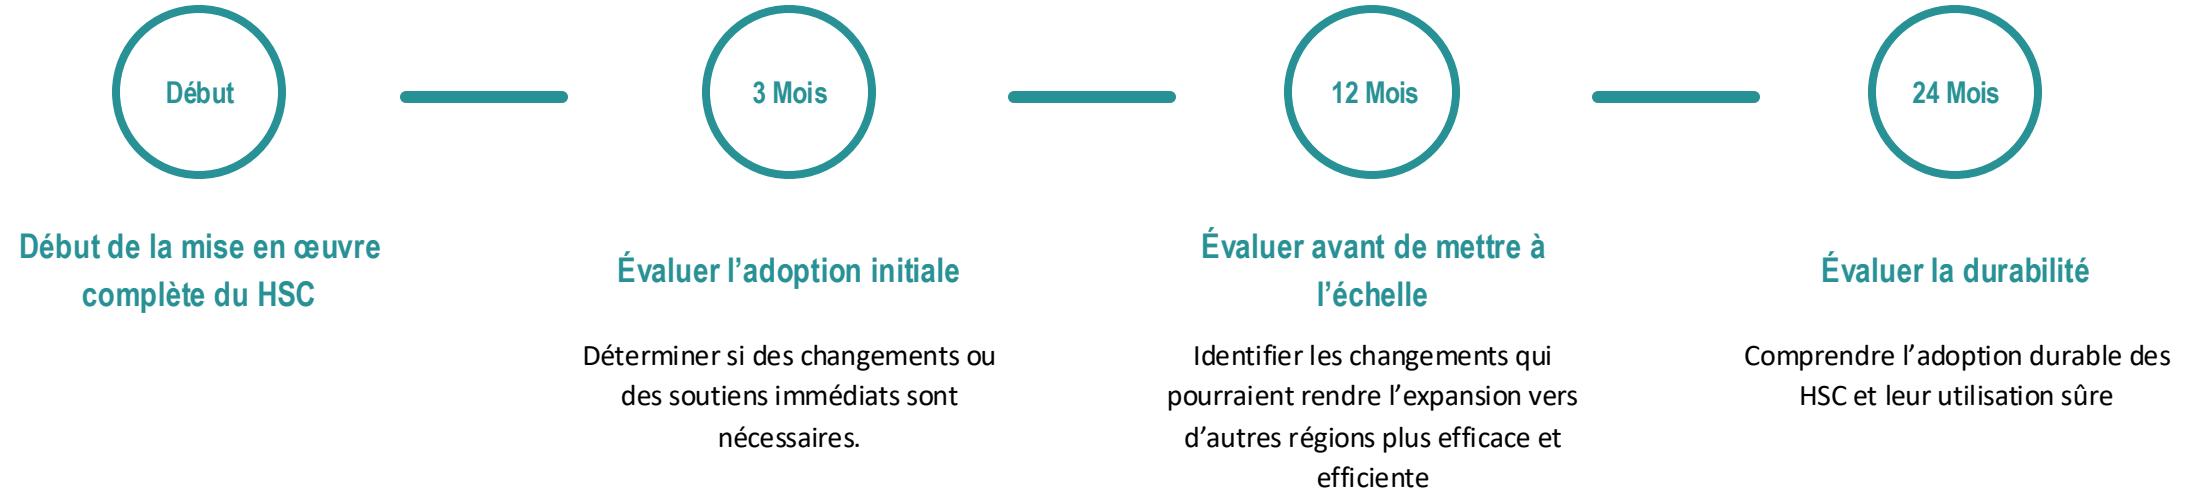 Début
3 Mois
12 Mois
24 Mois
Début de la mise en œuvre
complète du HSC
Évaluer l’adoption initiale
Déterminer si des changements ou
des soutiens immédiats sont
nécessaires.
Évaluer avant de mettre à
l’échelle
Identifier les changements qui
pourraient rendre l’expansion vers
d’autres régions plus efficace et
efficiente
Évaluer la durabilité
Comprendre l’adoption durable des
HSC et leur utilisation sûre